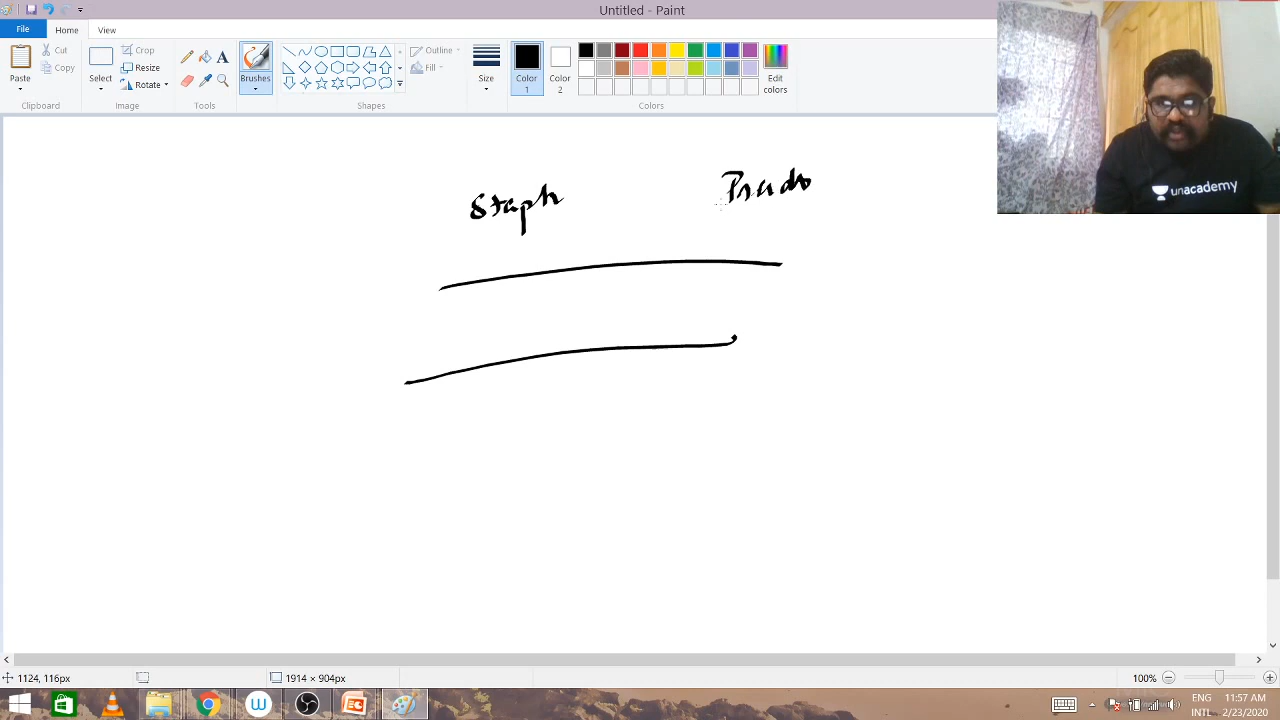 Untitled - Paint
File Home View
Paste
Cut
Copy
Clipboard
Select
Crop
Resize
Rotate
Image
Tools
Brushes
Shapes
Outline
Fill
Size
Color 1
Color 2
Edit colors
Colors
unacademy
Staph
1124, 116px
1914 × 904px
100%
W
ENG
INTL
11:57 AM
2/23/2020